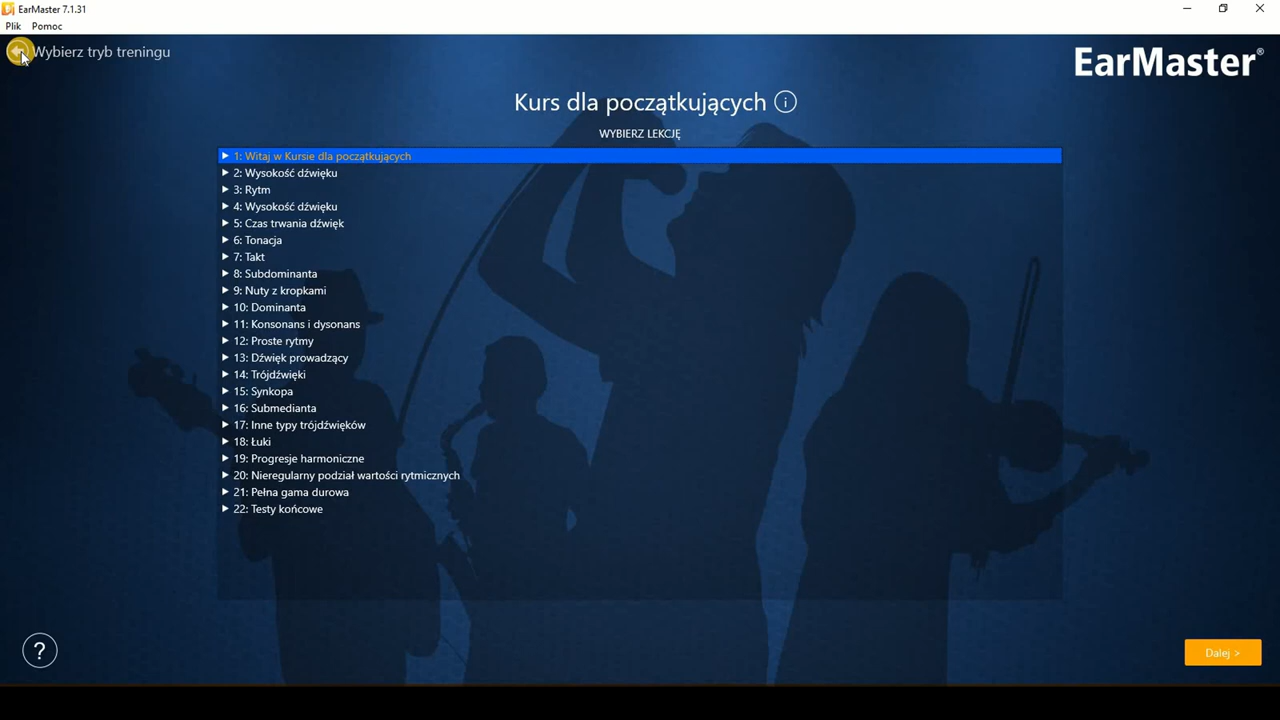 EarMaster 7.1.31
Plik Pomoc
Wybierz tryb treningu
EarMaster®
Kurs dla początkujących i
WYBIERZ LEKCJĘ
1: Witaj w Kursie dla początkujących
2: Wysokość dźwięku
3: Rytm
4: Wysokość dźwięku
5: Czas trwania dźwięk
6: Tonacja
7: Takt
8: Subdominanta
9: Nuty z kropkami
10: Dominanta
11: Konsonans i dysonans
12: Proste rytmy
13: Dźwięk prowadzący
14: Trójdźwięki
15: Synkopa
16: Submedianta
17: Inne typy trójdźwięków
18: Łuki
19: Progresje harmoniczne
20: Nieregularny podział wartości rytmicznych
21: Pełna gama durowa
22: Testy końcowe
?
Dalej >